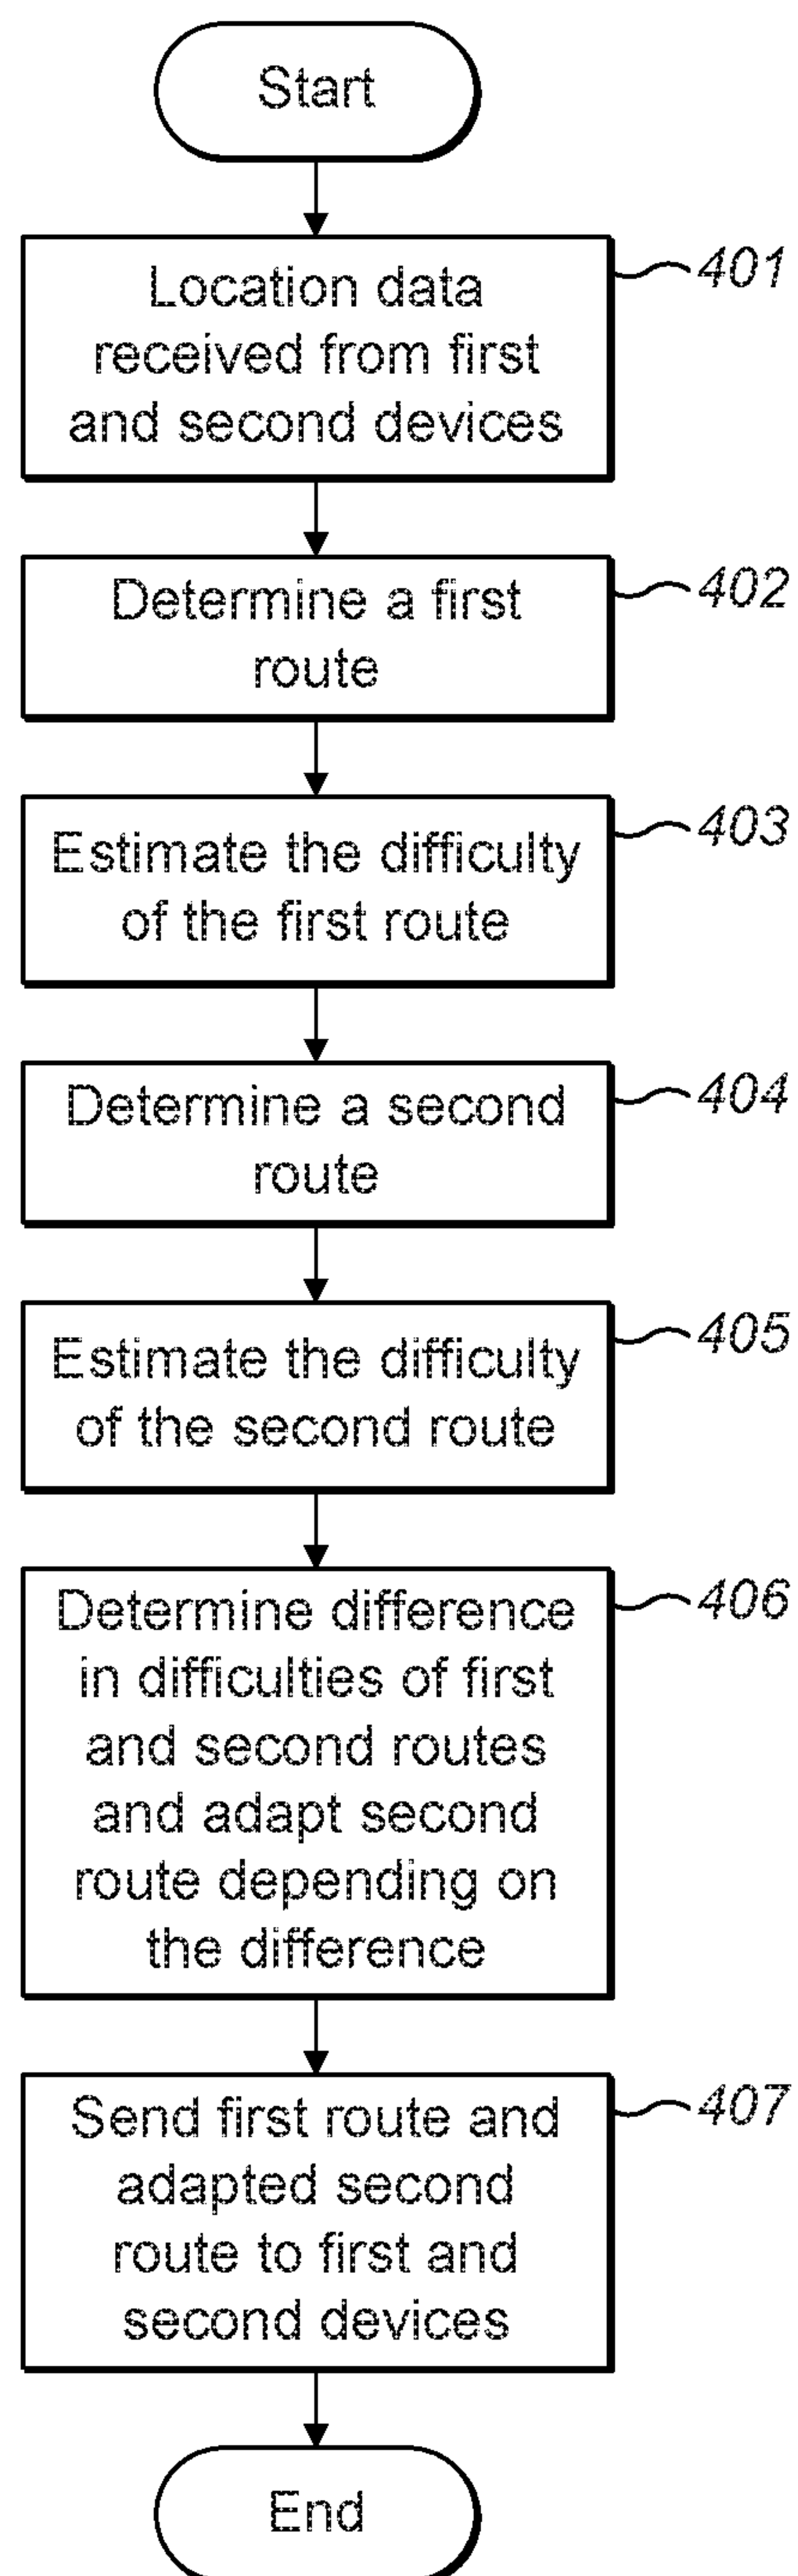 Start
401
Location data
received from first
and second devices
402
Determine a first
route
403
Estimate the difficulty
of the first route
404
Determine a second
route
405
Estimate the difficulty
of the second route
406
Determine difference
in difficulties of first
and second routes
and adapt second
route depending on
the difference
407
Send first route and
adapted second
route to first and
second devices
End